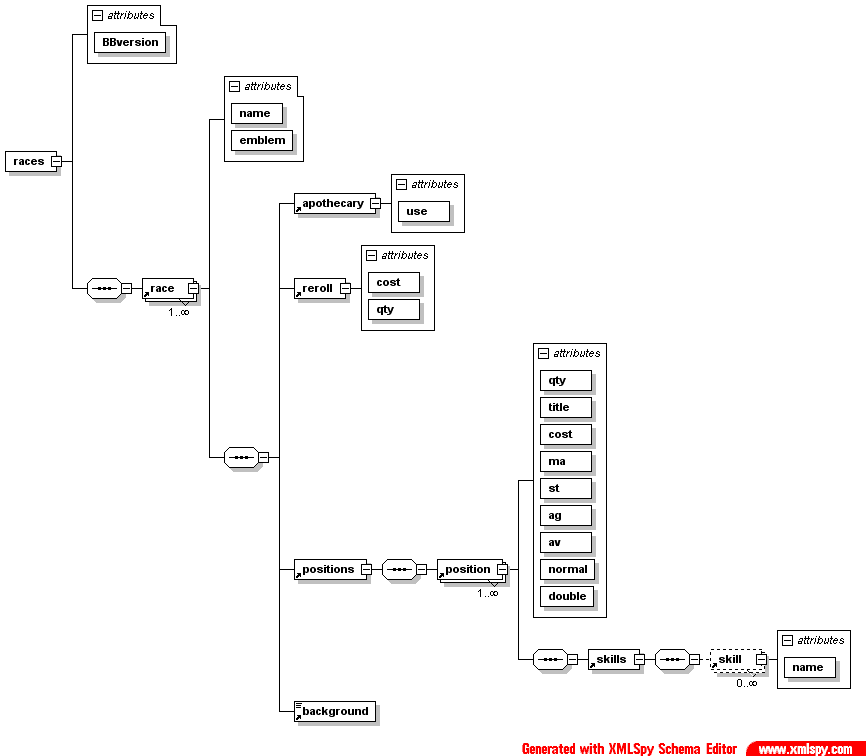 attributes
BBversion
attributes
name
emblem
races
attributes
apothecary
use
attributes
race
reroll
cost
1..∞
qty
attributes
qty
title
cost
ma
st
ag
av
positions
position
normal
1..∞
double
attributes
skills
skill
name
0..∞
background
Generated with XMLSpy Schema Editor www.xmlspy.com